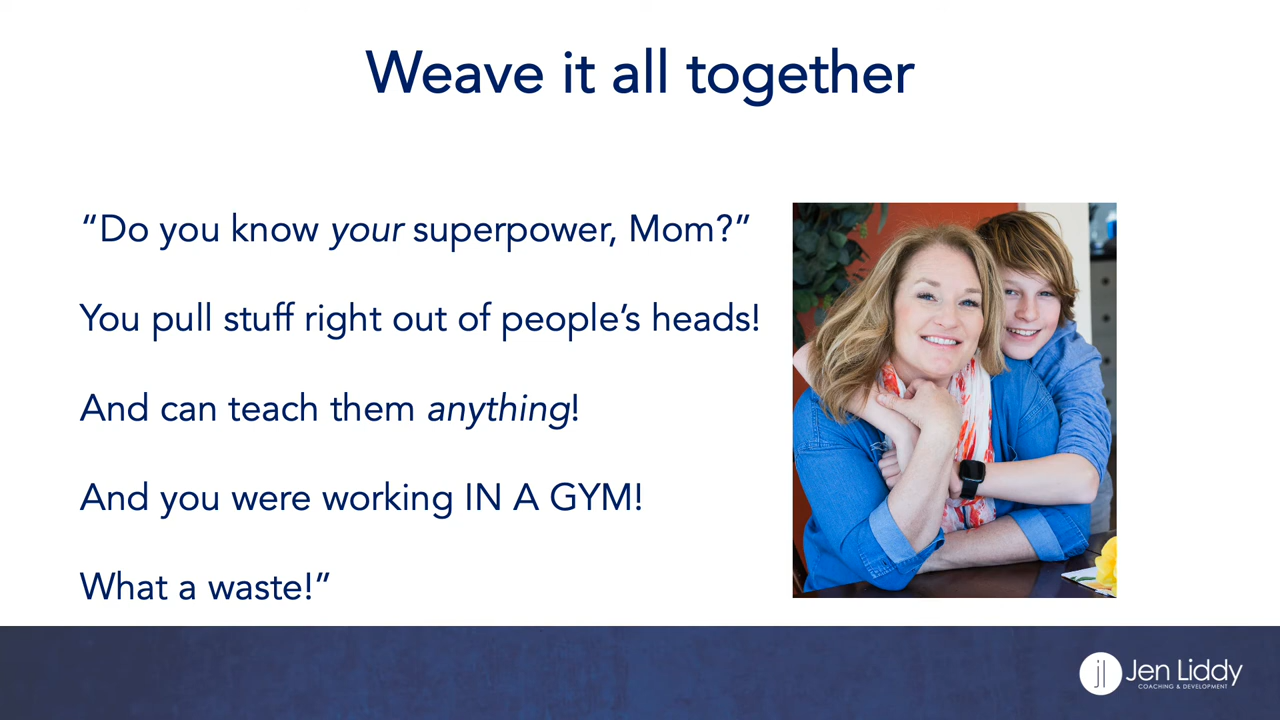 Weave it all together
“Do you know your superpower, Mom?”
You pull stuff right out of people’s heads!
And can teach them anything!
And you were working IN A GYM!
What a waste!”
jl Jen Liddy
COACHING & DEVELOPMENT